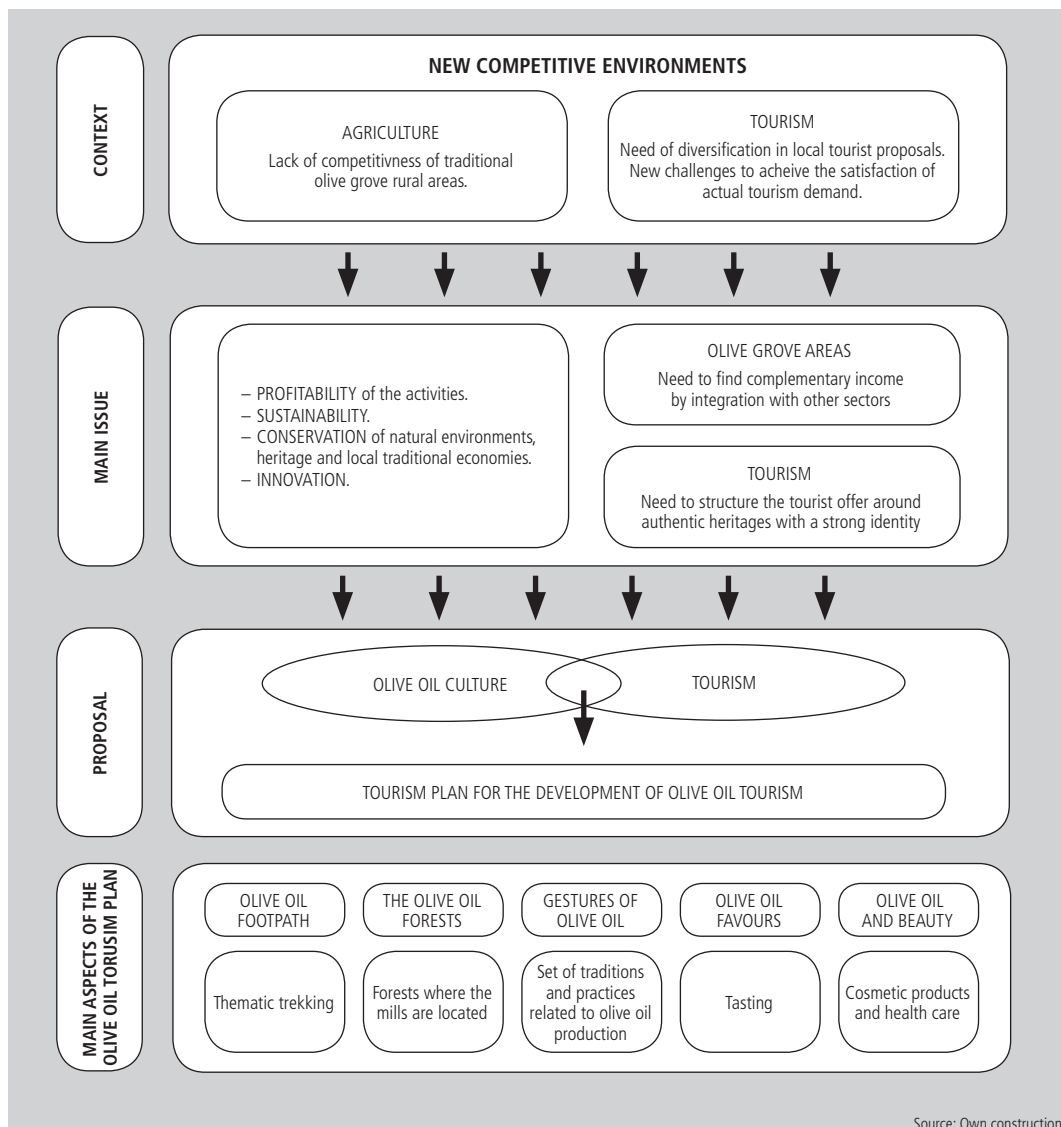 CONTEXT
NEW COMPETITIVE ENVIRONMENTS
AGRICULTURE
Lack of competitivness of traditional
olive grove rural areas.
TOURISM
Need of diversification in local tourist proposals.
New challenges to acheive the satisfaction of
actual tourism demand.
MAIN ISSUE
– PROFITABILITY of the activities.
– SUSTAINABILITY.
– CONSERVATION of natural environments,
heritage and local traditional economies.
– INNOVATION.
OLIVE GROVE AREAS
Need to find complementary income
by integration with other sectors
TOURISM
Need to structure the tourist offer around
authentic heritages with a strong identity
PROPOSAL
OLIVE OIL CULTURE
TOURISM
TOURISM PLAN FOR THE DEVELOPMENT OF OLIVE OIL TOURISM
MAIN ASPECTS OF THE
OLIVE OIL TORUSIM PLAN
OLIVE OIL
FOOTPATH
Thematic trekking
THE OLIVE OIL
FORESTS
Forests where the
mills are located
GESTURES OF
OLIVE OIL
Set of traditions
and practices
related to olive oil
production
OLIVE OIL
FAVOURS
Tasting
OLIVE OIL
AND BEAUTY
Cosmetic products
and health care
Source: Own construction